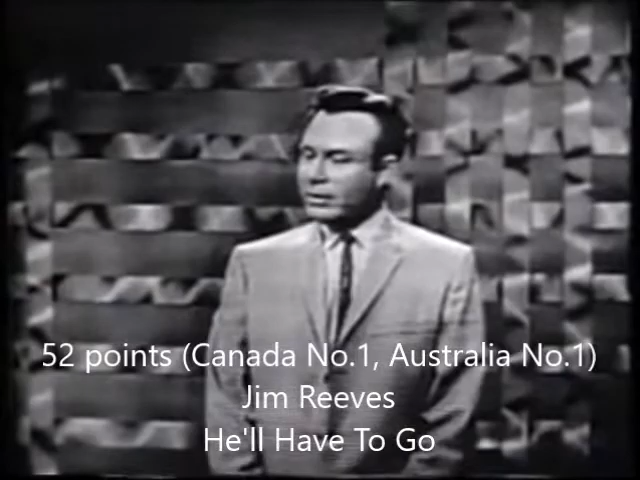 52 points (Canada No.1, Australia No.1)
Jim Reeves
He'll Have To Go